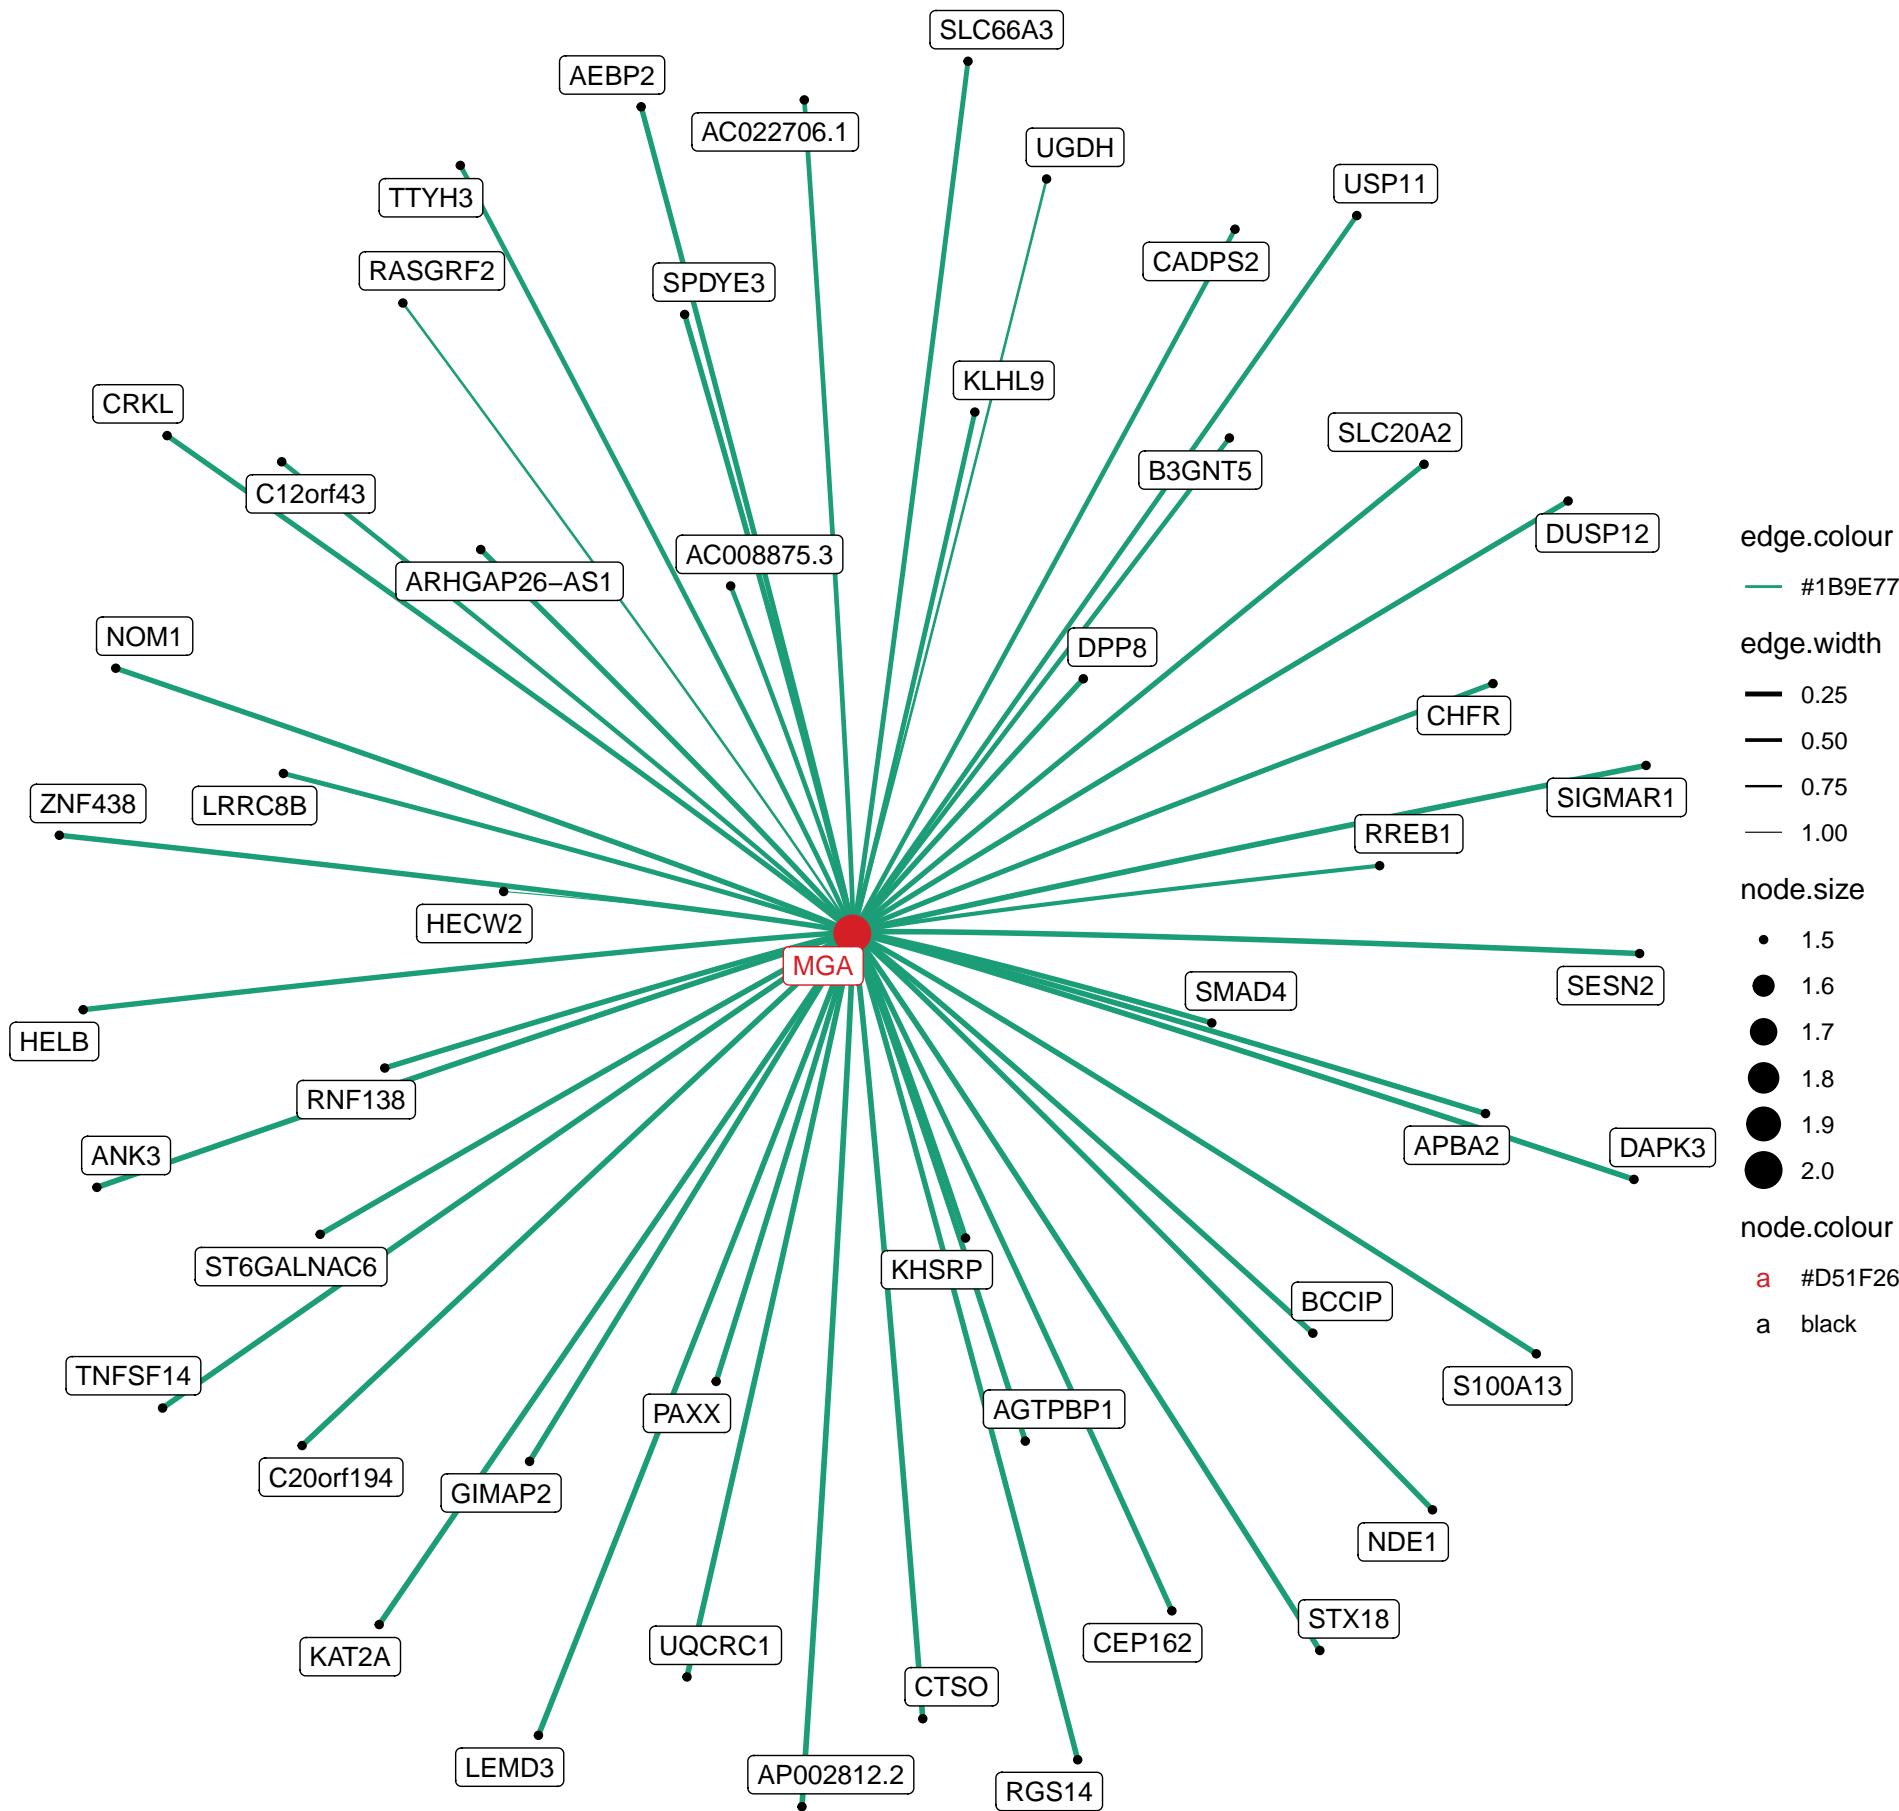 SLC66A3
AEBP2
AC022706.1
UGDH
USP11
TTYH3
CADPS2
RASGRF2
SPDYE3
KLHL9
CRKL
SLC20A2
B3GNT5
C12orf43
DUSP12
AC008875.3
ARHGAP26−AS1
NOM1
DPP8
CHFR
SIGMAR1
ZNF438
LRRC8B
RREB1
HECW2
MGA
SESN2
SMAD4
HELB
RNF138
APBA2
DAPK3
ANK3
ST6GALNAC6
KHSRP
BCCIP
TNFSF14
S100A13
PAXX
AGTPBP1
C20orf194
GIMAP2
NDE1
STX18
CEP162
UQCRC1
KAT2A
CTSO
LEMD3
AP002812.2
RGS14
edge.colour
#1B9E77
edge.width
0.25
0.50
0.75
1.00
node.size
1.5
1.6
1.7
1.8
1.9
2.0
node.colour
a #D51F26
a black